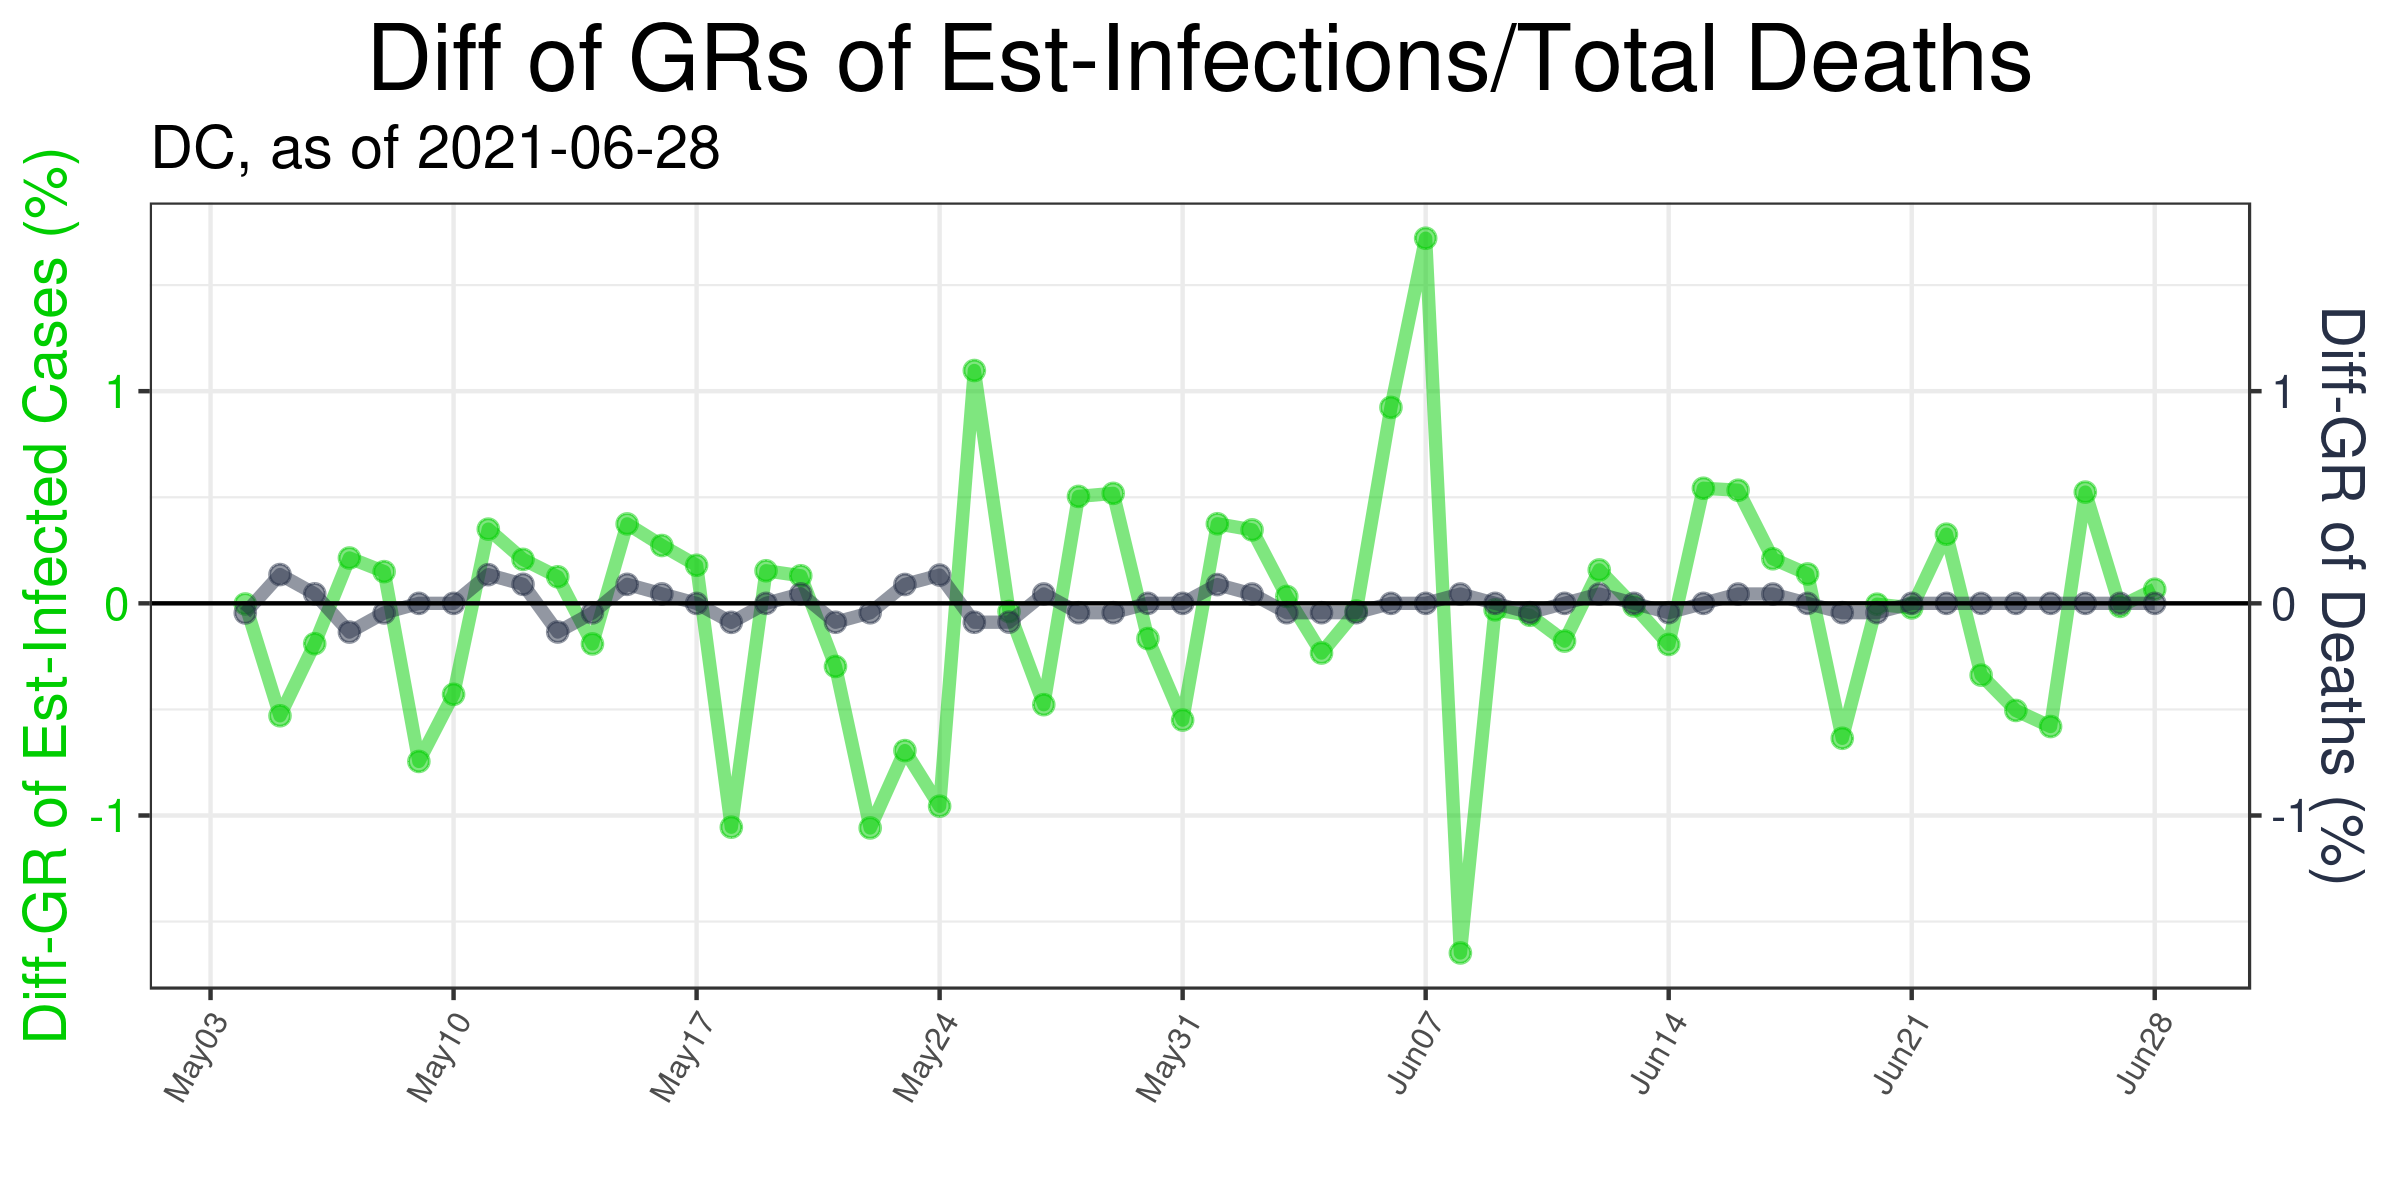 Diff of GRs of Est-Infections/Total Deaths
DC, as of 2021-06-28
Diff-GR of Est-Infected Cases (%)
1
0
-1
1
0
-1
Diff-GR of Deaths (%)
May03
May10
May17
May24
May31
Jun07
Jun14
Jun21
Jun28